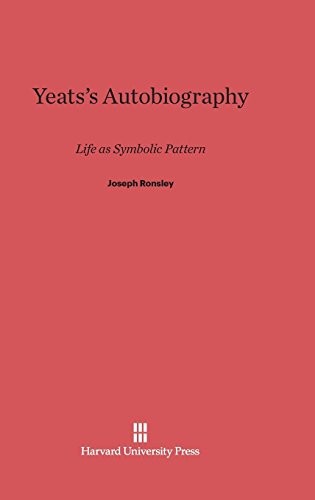 Yeats's Autobiography
Life as Symbolic Pattern
Joseph Ronsley
Harvard University Press